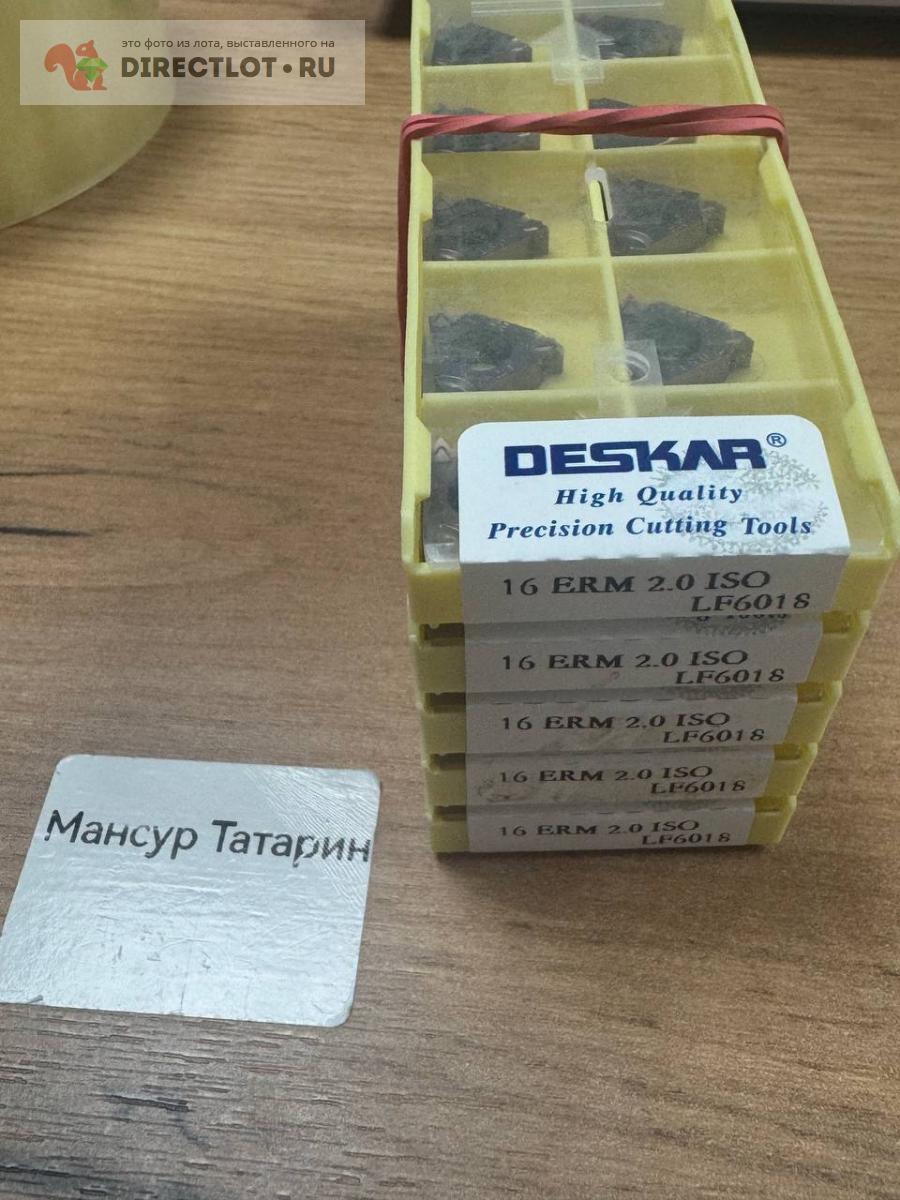 это фото из лота, выставленного на
DIRECTLOT.RU
DESKAR®
High Quality
Precision Cutting Tools
16 ERM 2.0 ISO
LF6018
16 ERM 2.0 ISO
LF6018
16 ERM 2.0 ISO
LF6018
16 ERM 2.0 ISO
LF6018
16 ERM 2.0 ISO
LF6018
Мансур Татарин